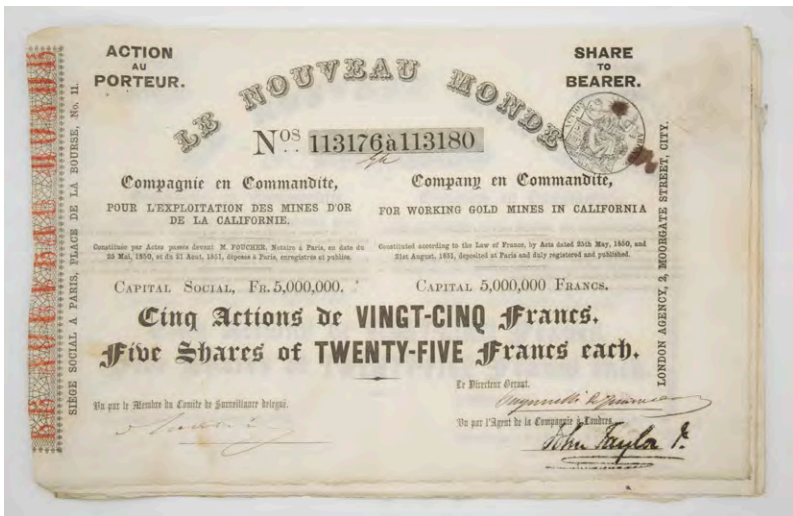 ACTION
AU
PORTEUR.
SHARE
TO
BEARER.
LE NOUVEAU MONDE
Nos 113176 à 113180
Compagnie en Commandite,
POUR L'EXPLOITATION DES MINES D'OR
DE LA CALIFORNIE.
Constituée par Actes passés devant M. FOUCHER, Notaire à Paris, en date du
25 Mai, 1850, et du 21 Aout, 1851, déposés à Paris, enregistrés et publiés.
CAPITAL SOCIAL, FR. 5,000,000.
Company en Commandite,
FOR WORKING GOLD MINES IN CALIFORNIA
Constituted according to the Law of France, by Acts dated 25th May, 1850, and
21st August, 1851, deposited at Paris and duly registered and published.
CAPITAL 5,000,000 FRANCS.
Cinq Actions de VINGT-CINQ Francs.
Five Shares of TWENTY-FIVE Francs each.
Vu par le Membre du Comité de Surveillance délégué.
Le Directeur Gérant.
Vu par l'Agent de la Compagnie à Londres,
John Taylor Jr.
SIÉGE SOCIAL A PARIS, PLACE DE LA BOURSE, No. 11.
LONDON AGENCY, 2, MOORGATE STREET, CITY.